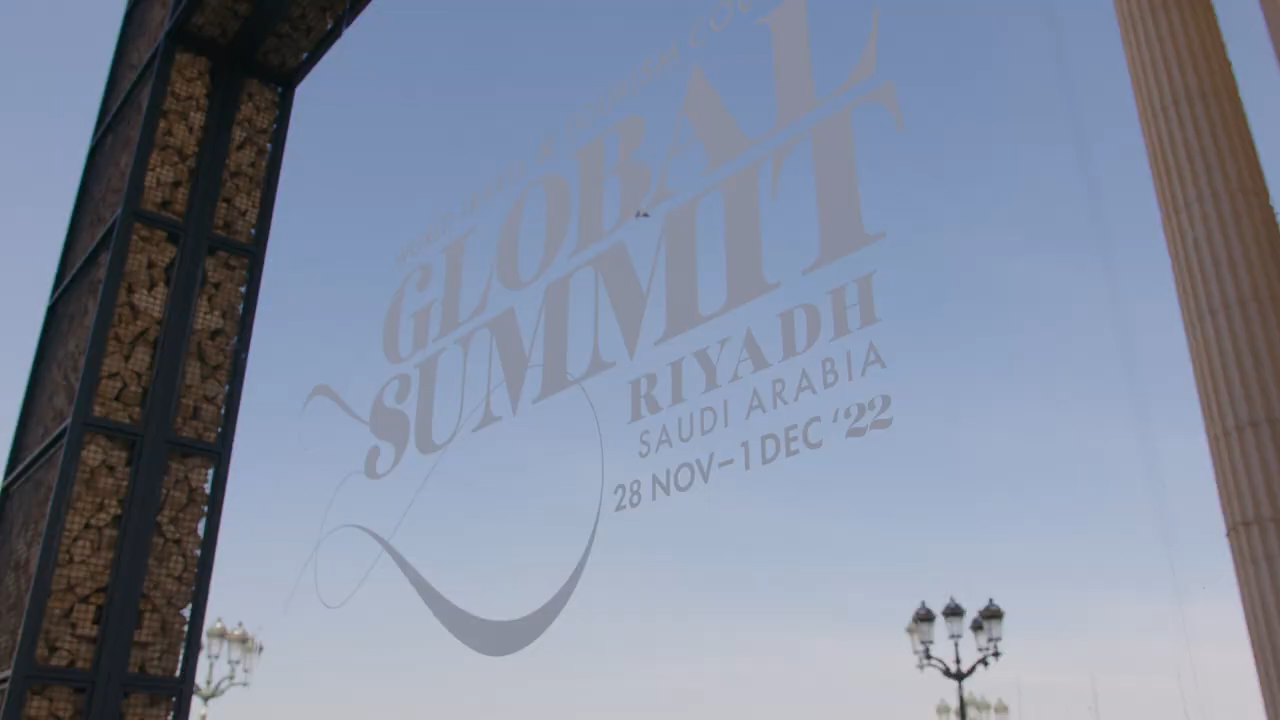 GLOBAL
SUMMIT
RIYADH
SAUDI ARABIA
28 NOV–1 DEC ‘22